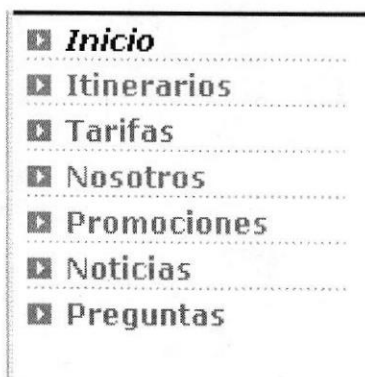 Inicio
Itinerarios
Tarifas
Nosotros
Promociones
Noticias
Preguntas